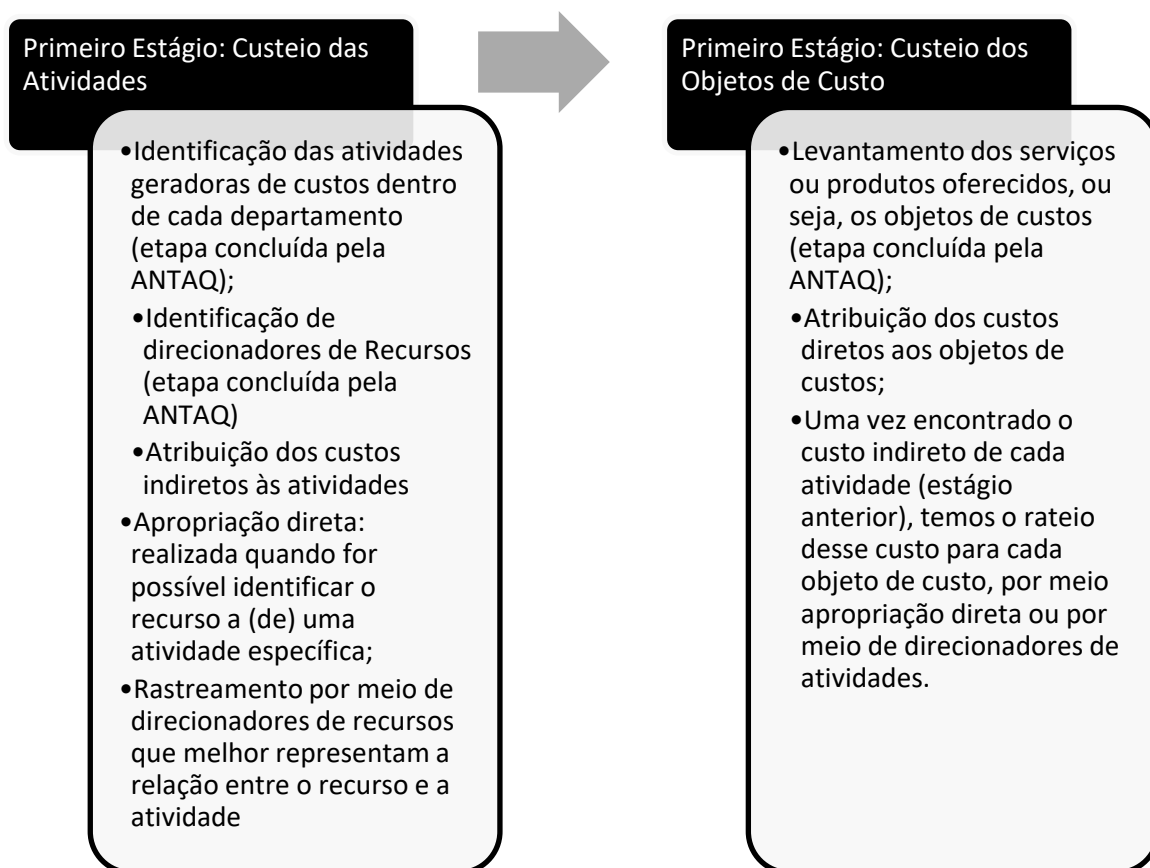 Primeiro Estágio: Custeio das
Atividades
•Identificação das atividades
geradoras de custos dentro
de cada departamento
(etapa concluída pela
ANTAQ);
•Identificação de
direcionadores de Recursos
(etapa concluída pela
ANTAQ)
•Atribuição dos custos
indiretos às atividades
•Apropriação direta:
realizada quando for
possível identificar o
recurso a (de) uma
atividade específica;
•Rastreamento por meio de
direcionadores de recursos
que melhor representam a
relação entre o recurso e a
atividade
Primeiro Estágio: Custeio dos
Objetos de Custo
•Levantamento dos serviços
ou produtos oferecidos, ou
seja, os objetos de custos
(etapa concluída pela
ANTAQ);
•Atribuição dos custos
diretos aos objetos de
custos;
•Uma vez encontrado o
custo indireto de cada
atividade (estágio
anterior), temos o rateio
desse custo para cada
objeto de custo, por meio
apropriação direta ou por
meio de direcionadores de
atividades.